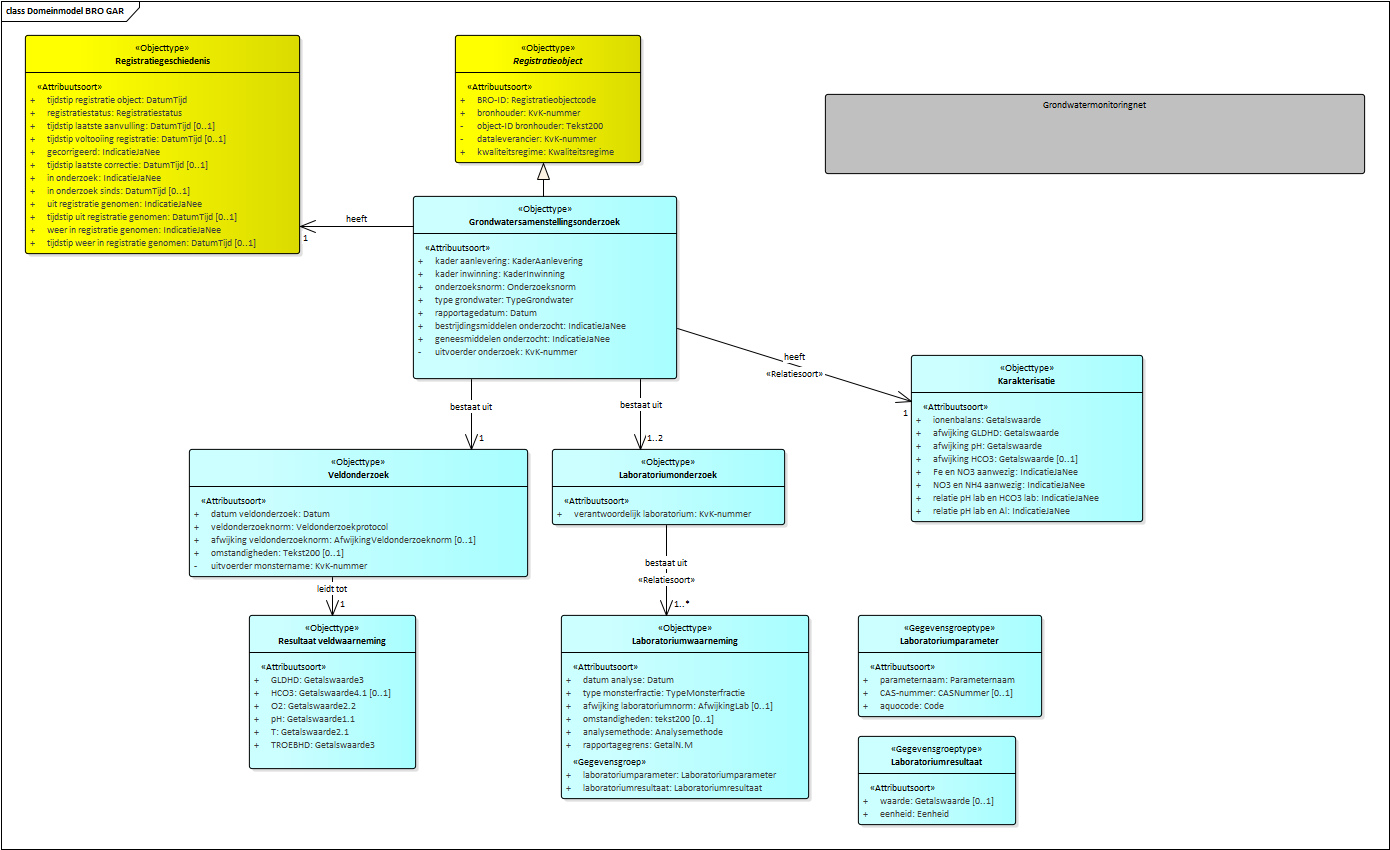 class Domeinmodel BRO GAR
«Objecttype»
Registratiegeschiedenis
«Attribuutsoort»
+ tijdstip registratie object: DatumTijd
+ registratiestatus: Registratiestatus
+ tijdstip laatste aanvulling: DatumTijd [0..1]
+ tijdstip voltooiing registratie: DatumTijd [0..1]
+ gecorrigeerd: IndicatieJaNee
+ tijdstip laatste correctie: DatumTijd [0..1]
+ in onderzoek: IndicatieJaNee
+ in onderzoek sinds: DatumTijd [0..1]
+ uit registratie genomen: IndicatieJaNee
+ tijdstip uit registratie genomen: DatumTijd [0..1]
+ weer in registratie genomen: IndicatieJaNee
+ tijdstip weer in registratie genomen: DatumTijd [0..1]
«Objecttype»
Registratieobject
«Attribuutsoort»
+ BRO-ID: Registratieobjectcode
+ bronhouder: KvK-nummer
- object-ID bronhouder: Tekst200
- dataleverancier: KvK-nummer
+ kwaliteitsregime: Kwaliteitsregime
Grondwatermonitoringnet
heeft
1
«Objecttype»
Grondwatersamenstellingsonderzoek
«Attribuutsoort»
+ kader aanlevering: KaderAanlevering
+ kader inwinning: KaderInwinning
+ onderzoeksnorm: Onderzoeksnorm
+ type grondwater: TypeGrondwater
+ rapportagedatum: Datum
+ bestrijdingsmiddelen onderzocht: IndicatieJaNee
+ geneesmiddelen onderzocht: IndicatieJaNee
- uitvoerder onderzoek: KvK-nummer
heeft
«Relatiesoort»
1
«Objecttype»
Karakterisatie
«Attribuutsoort»
+ ionenbalans: Getalswaarde
+ afwijking GLDHD: Getalswaarde
+ afwijking pH: Getalswaarde
+ afwijking HCO3: Getalswaarde [0..1]
+ Fe en NO3 aanwezig: IndicatieJaNee
+ NO3 en NH4 aanwezig: IndicatieJaNee
+ relatie pH lab en HCO3 lab: IndicatieJaNee
+ relatie pH lab en Al: IndicatieJaNee
bestaat uit
1
bestaat uit
1..2
«Objecttype»
Veldonderzoek
«Attribuutsoort»
+ datum veldonderzoek: Datum
+ veldonderzoeknorm: Veldonderzoekprotocol
+ afwijking veldonderzoeknorm: AfwijkingVeldonderzoeknorm [0..1]
+ omstandigheden: Tekst200 [0..1]
- uitvoerder monstername: KvK-nummer
«Objecttype»
Laboratoriumonderzoek
«Attribuutsoort»
+ verantwoordelijk laboratorium: KvK-nummer
leidt tot
1
bestaat uit
«Relatiesoort»
1..*
«Objecttype»
Resultaat veldwaarneming
«Attribuutsoort»
+ GLDHD: Getalswaarde3
+ HCO3: Getalswaarde4.1 [0..1]
+ O2: Getalswaarde2.2
+ pH: Getalswaarde1.1
+ T: Getalswaarde2.1
+ TROEBHD: Getalswaarde3
«Objecttype»
Laboratoriumwaarneming
«Attribuutsoort»
+ datum analyse: Datum
+ type monsterfractie: TypeMonsterfractie
+ afwijking laboratoriumnorm: AfwijkingLab [0..1]
+ omstandigheden: tekst200 [0..1]
+ analysemethode: Analysemethode
+ rapportagegrens: GetalN.M
«Gegevensgroep»
+ laboratoriumparameter: Laboratoriumparameter
+ laboratoriumresultaat: Laboratoriumresultaat
«Gegevensgroeptype»
Laboratoriumparameter
«Attribuutsoort»
+ parameternaam: Parameternaam
+ CAS-nummer: CASNummer [0..1]
+ aquocode: Code
«Gegevensgroeptype»
Laboratoriumresultaat
«Attribuutsoort»
+ waarde: Getalswaarde [0..1]
+ eenheid: Eenheid